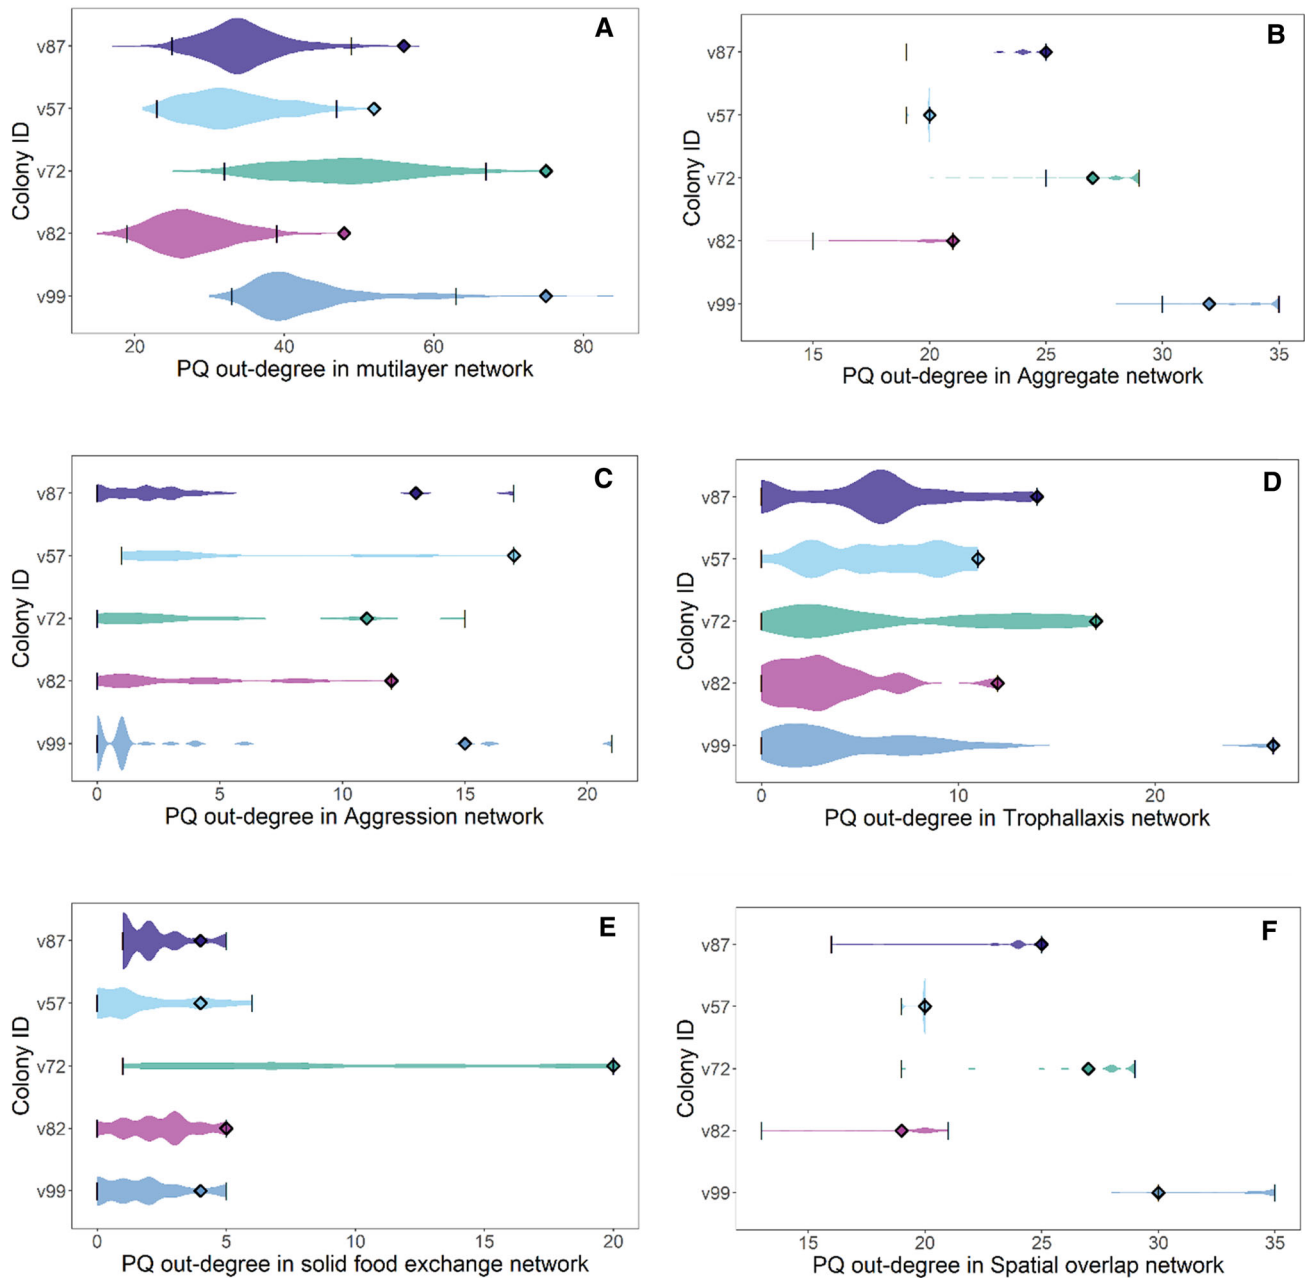 A
Colony ID
v87
v57
v72
v82
v99
20 40 60 80
PQ out-degree in mutilayer network
B
Colony ID
v87
v57
v72
v82
v99
15 20 25 30 35
PQ out-degree in Aggregate network
C
Colony ID
v87
v57
v72
v82
v99
0 5 10 15 20
PQ out-degree in Aggression network
D
Colony ID
v87
v57
v72
v82
v99
0 10 20
PQ out-degree in Trophallaxis network
E
Colony ID
v87
v57
v72
v82
v99
0 5 10 15 20
PQ out-degree in solid food exchange network
F
Colony ID
v87
v57
v72
v82
v99
15 20 25 30 35
PQ out-degree in Spatial overlap network